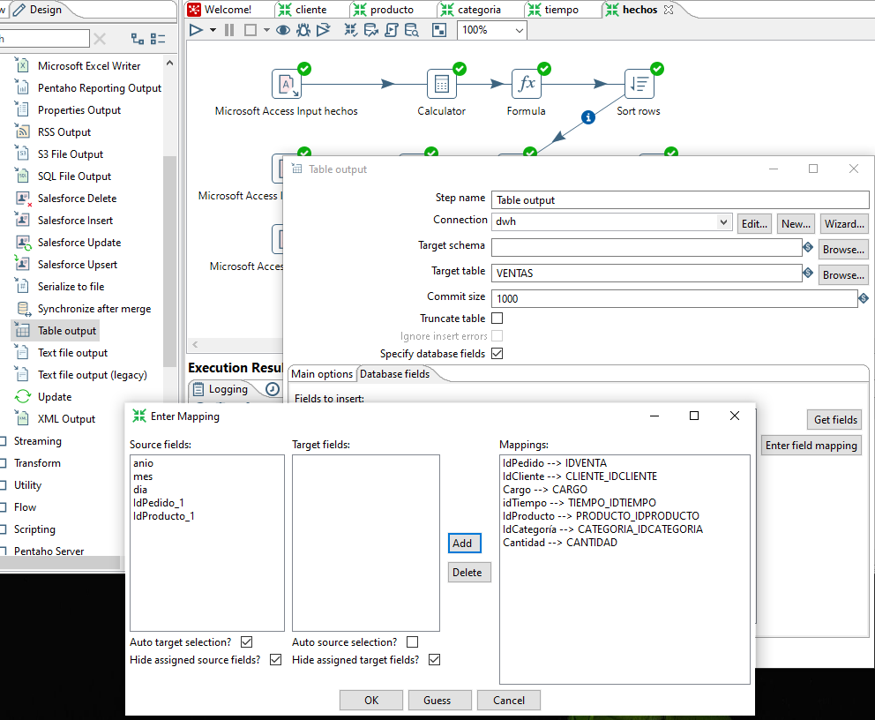 Design
Welcome!
cliente
producto
categoria
tiempo
hechos
100%
Microsoft Excel Writer
Pentaho Reporting Output
Properties Output
RSS Output
S3 File Output
SQL File Output
Salesforce Delete
Salesforce Insert
Salesforce Update
Salesforce Upsert
Serialize to file
Synchronize after merge
Table output
Text file output
Text file output (legacy)
Update
XML Output
Streaming
Transform
Utility
Flow
Scripting
Pentaho Server
Microsoft Access Input hechos
Calculator
Formula
Sort rows
Microsoft Access
Microsoft Acces
Execution Resu
Logging
Table output
Step name
Table output
Connection
dwh
Edit...
New...
Wizard...
Target schema
Browse...
Target table
VENTAS
Browse...
Commit size
1000
Truncate table
Ignore insert errors
Specify database fields
Main options
Database fields
Fields to insert:
Get fields
Enter field mapping
Enter Mapping
Source fields:
Target fields:
Mappings:
anio
mes
dia
IdPedido_1
IdProducto_1
Add
Delete
IdPedido --> IDVENTA
IdCliente --> CLIENTE_IDCLIENTE
Cargo --> CARGO
idTiempo --> TIEMPO_IDTIEMPO
IdProducto --> PRODUCTO_IDPRODUCTO
IdCategoría --> CATEGORIA_IDCATEGORIA
Cantidad --> CANTIDAD
Auto target selection?
Auto source selection?
Hide assigned source fields?
Hide assigned target fields?
OK
Guess
Cancel